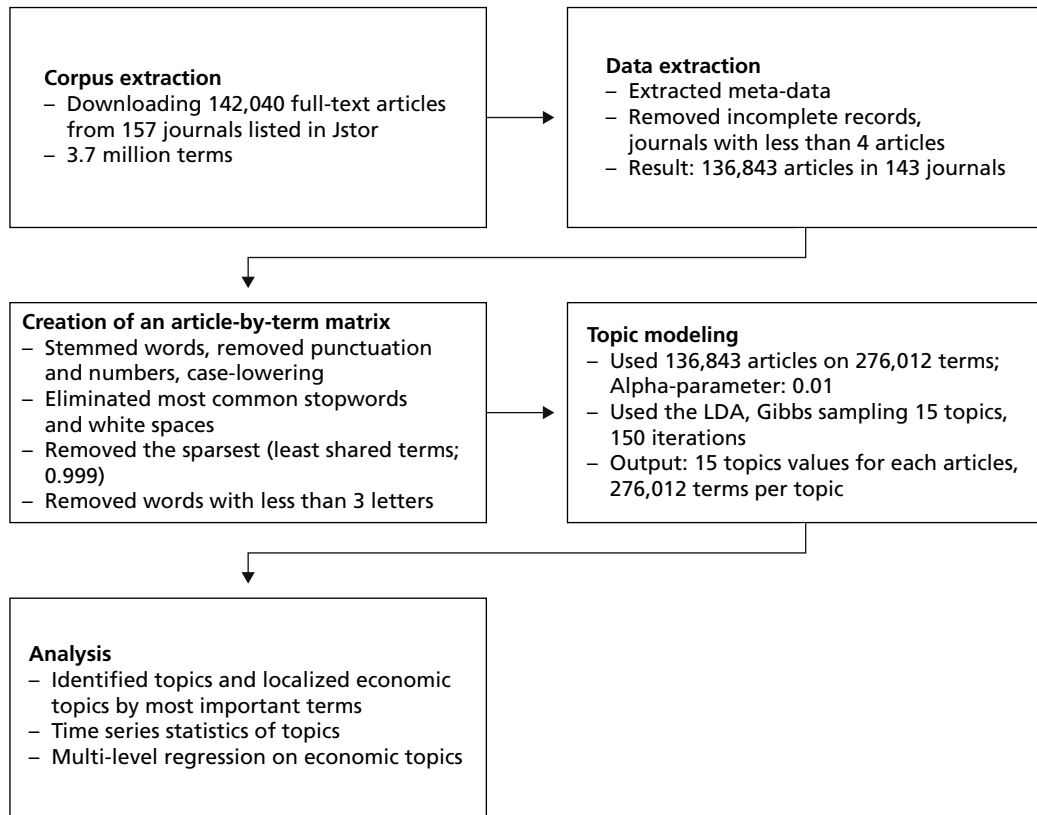 Corpus extraction
– Downloading 142,040 full-text articles
from 157 journals listed in Jstor
– 3.7 million terms
Data extraction
– Extracted meta-data
– Removed incomplete records,
journals with less than 4 articles
– Result: 136,843 articles in 143 journals
Creation of an article-by-term matrix
– Stemmed words, removed punctuation
and numbers, case-lowering
– Eliminated most common stopwords
and white spaces
– Removed the sparsest (least shared terms;
0.999)
– Removed words with less than 3 letters
Topic modeling
– Used 136,843 articles on 276,012 terms;
Alpha-parameter: 0.01
– Used the LDA, Gibbs sampling 15 topics,
150 iterations
– Output: 15 topics values for each articles,
276,012 terms per topic
Analysis
– Identified topics and localized economic
topics by most important terms
– Time series statistics of topics
– Multi-level regression on economic topics